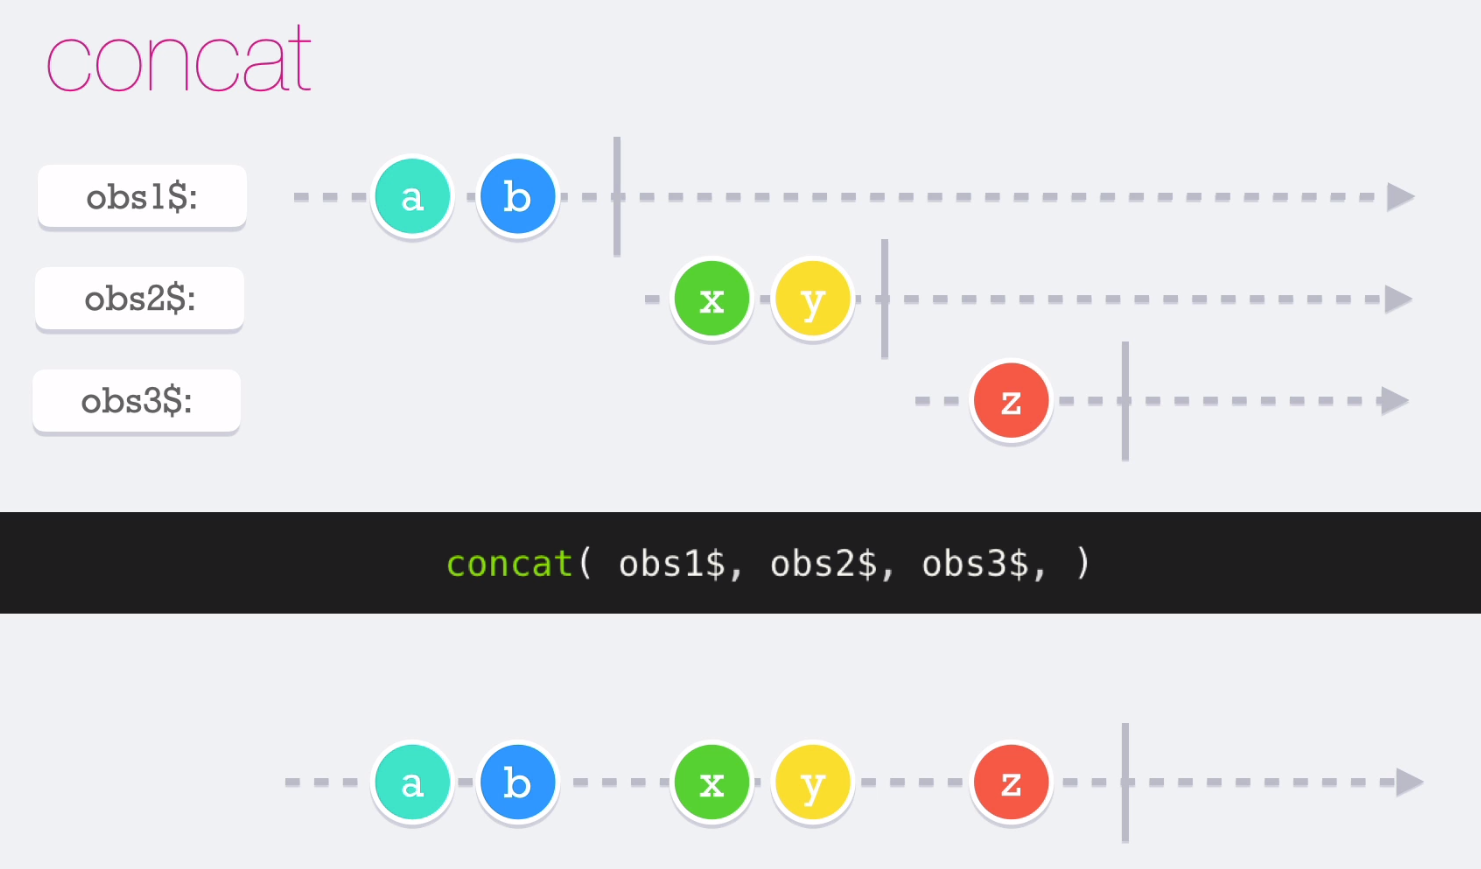 concat
obs1$:
a b
obs2$:
x y
obs3$:
z
concat( obs1$, obs2$, obs3$, )
a b x y z